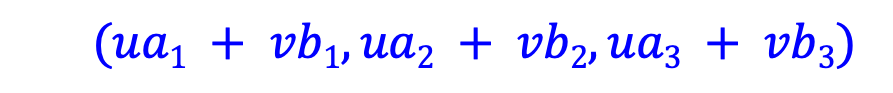 (ua₁ + vb₁, ua₂ + vb₂, ua₃ + vb₃)